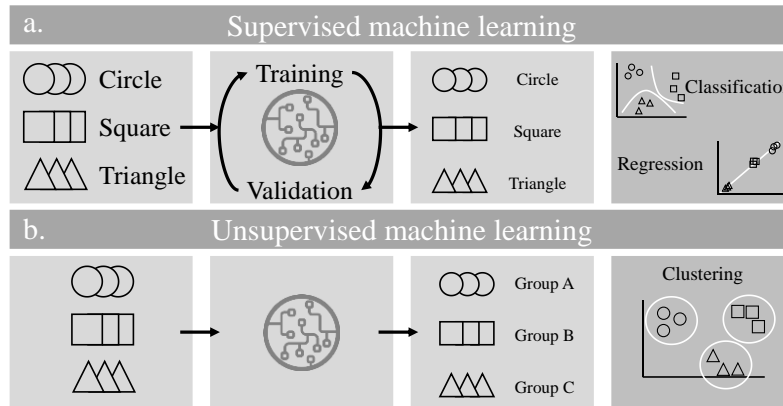 a. Supervised machine learning
Circle
Square
Triangle
Training
Validation
Circle
Square
Triangle
Classificatio
Regression
b. Unsupervised machine learning
Group A
Group B
Group C
Clustering